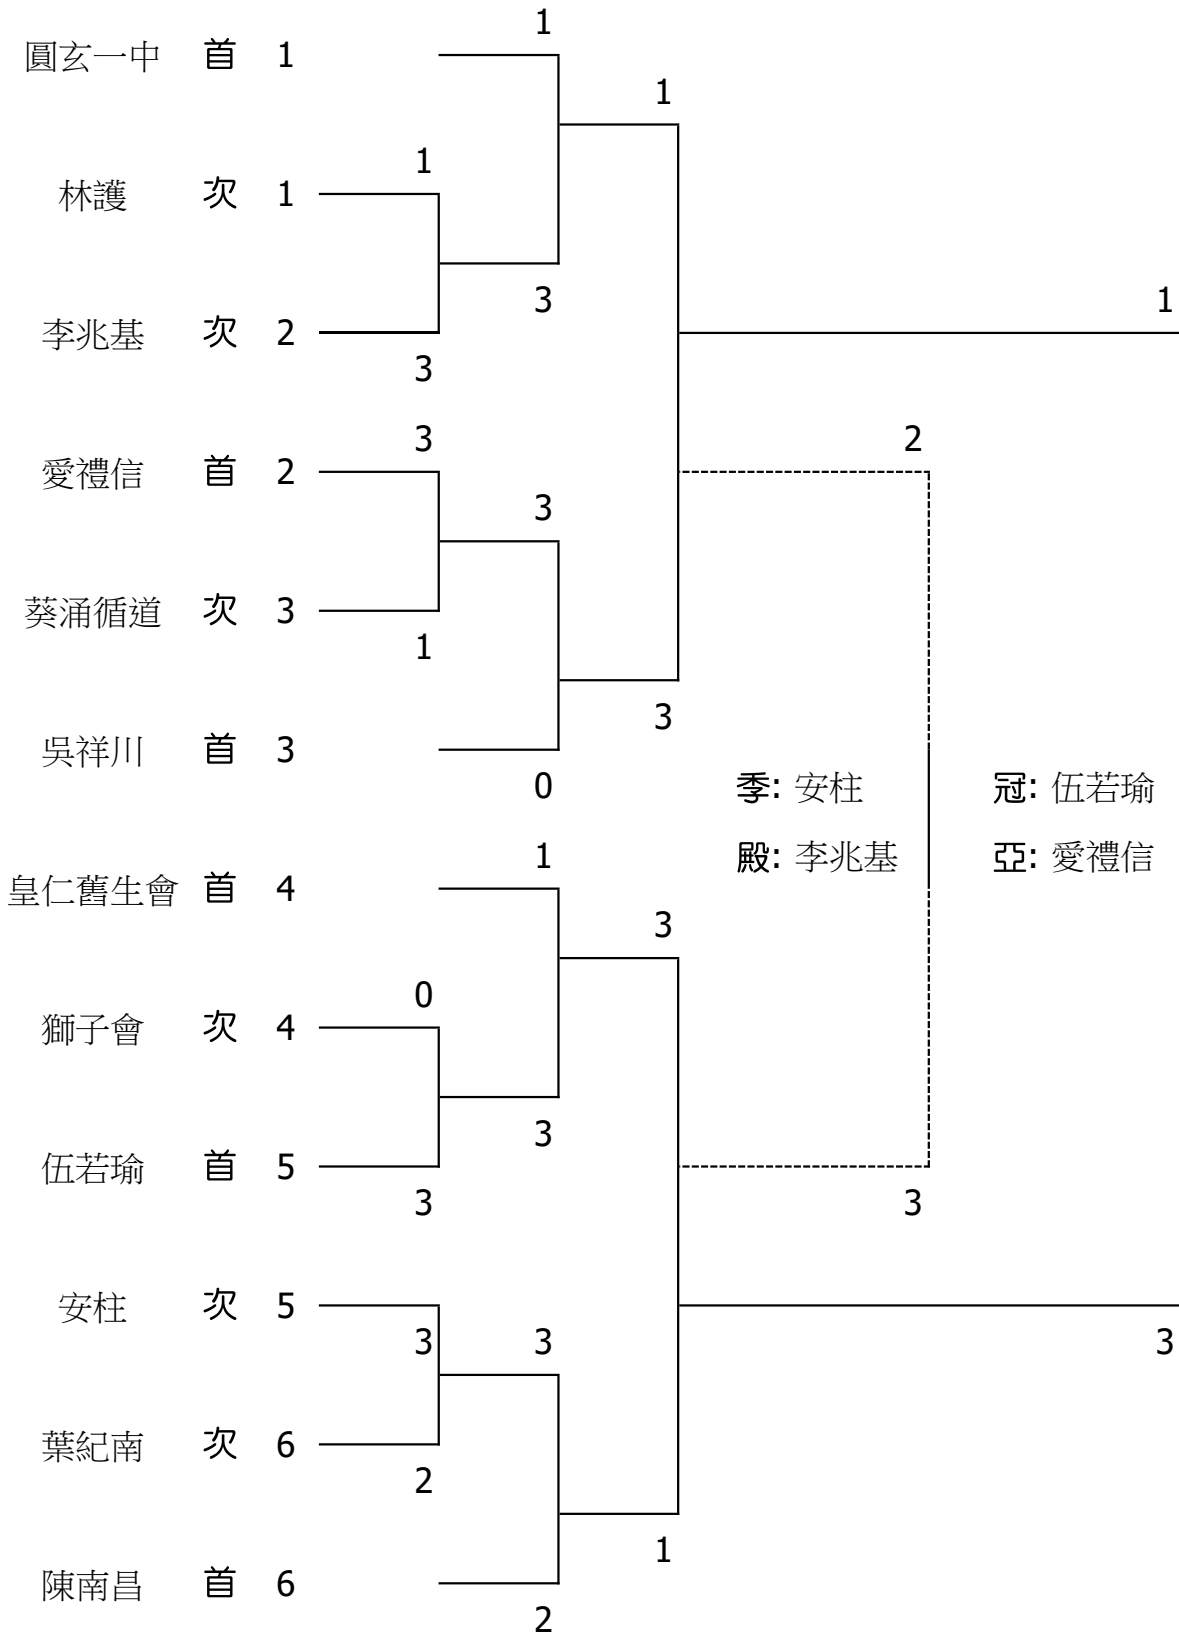 1
圓玄一中 首 1
1
1
林護 次 1
3
1
李兆基 次 2
3
3
2
愛禮信 首 2
3
葵涌循道 次 3
1
3
吳祥川 首 3
0
季: 安柱 冠: 伍若瑜
殿: 李兆基 亞: 愛禮信
1
皇仁舊生會 首 4
3
0
獅子會 次 4
3
伍若瑜 首 5
3
3
安柱 次 5
3
3
3
葉紀南 次 6
2
1
陳南昌 首 6
2